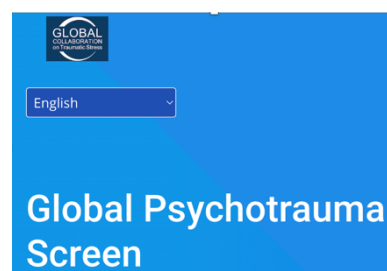 GLOBAL
COLLABORATION
on Traumatic Stress
English
Global Psychotrauma
Screen